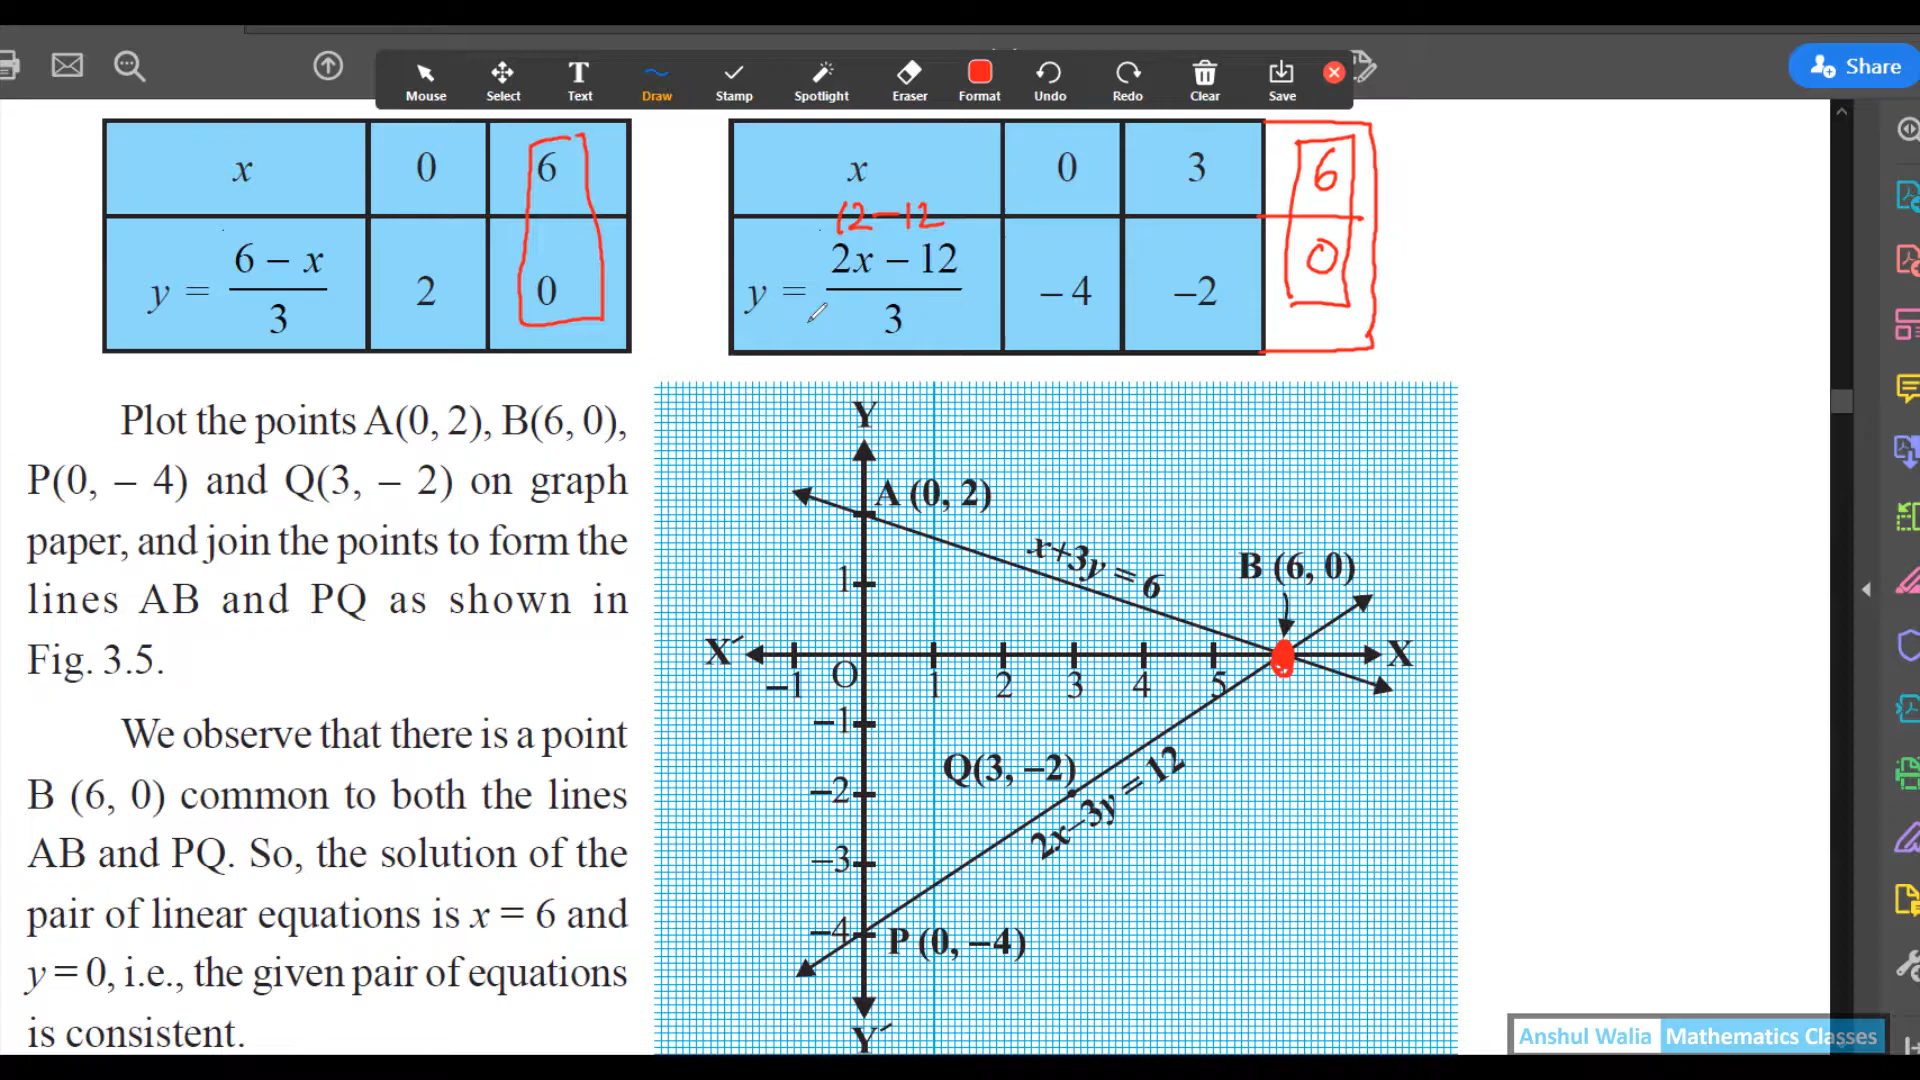 Share
Mouse Select Text Draw Stamp Spotlight Eraser Format Undo Redo Clear Save
x 0 6
y = 6 – x / 3 2 0
x 0 3 6
12 – 12
y = 2x – 12 / 3 – 4 –2 0
Plot the points A(0, 2), B(6, 0),
P(0, – 4) and Q(3, – 2) on graph
paper, and join the points to form the
lines AB and PQ as shown in
Fig. 3.5.
We observe that there is a point
B (6, 0) common to both the lines
AB and PQ. So, the solution of the
pair of linear equations is x = 6 and
y = 0, i.e., the given pair of equations
is consistent.
Y
A (0, 2)
x+3y = 6
B (6, 0)
1
X′ X
–1 O 1 2 3 4 5
–1
Q(3, –2)
–2
2x–3y = 12
–3
–4
P (0, –4)
Y′
Anshul Walia Mathematics Classes